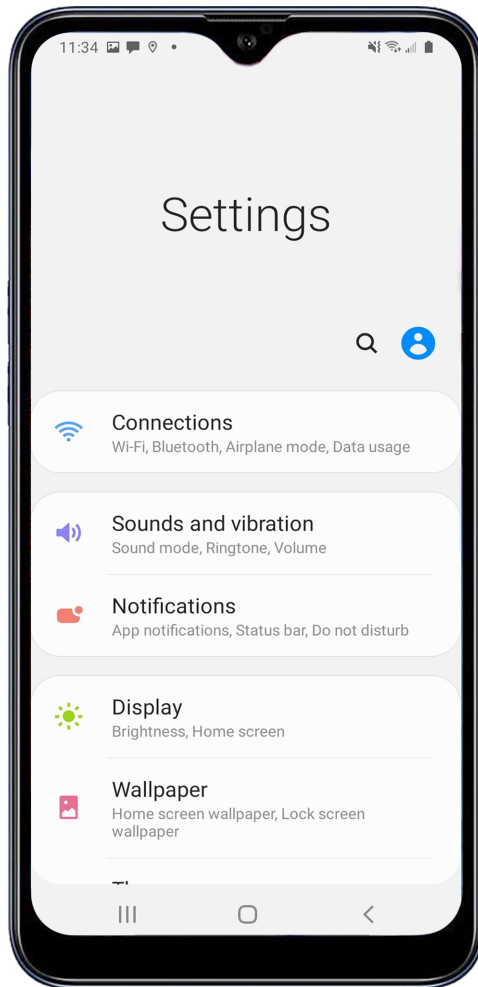 11:34
Settings
Connections
Wi-Fi, Bluetooth, Airplane mode, Data usage
Sounds and vibration
Sound mode, Ringtone, Volume
Notifications
App notifications, Status bar, Do not disturb
Display
Brightness, Home screen
Wallpaper
Home screen wallpaper, Lock screen
wallpaper